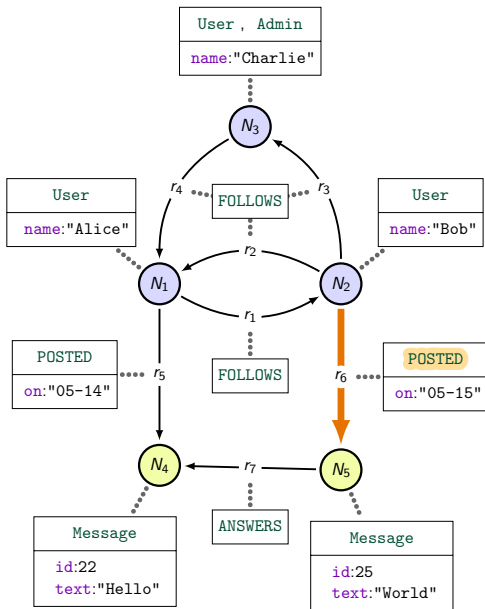 User , Admin
name:"Charlie"
N3
r4
FOLLOWS
r3
User
name:"Alice"
User
name:"Bob"
r2
N1
N2
r1
POSTED
on:"05-14"
r5
FOLLOWS
r6
POSTED
on:"05-15"
N4
r7
N5
Message
id:22
text:"Hello"
ANSWERS
Message
id:25
text:"World"